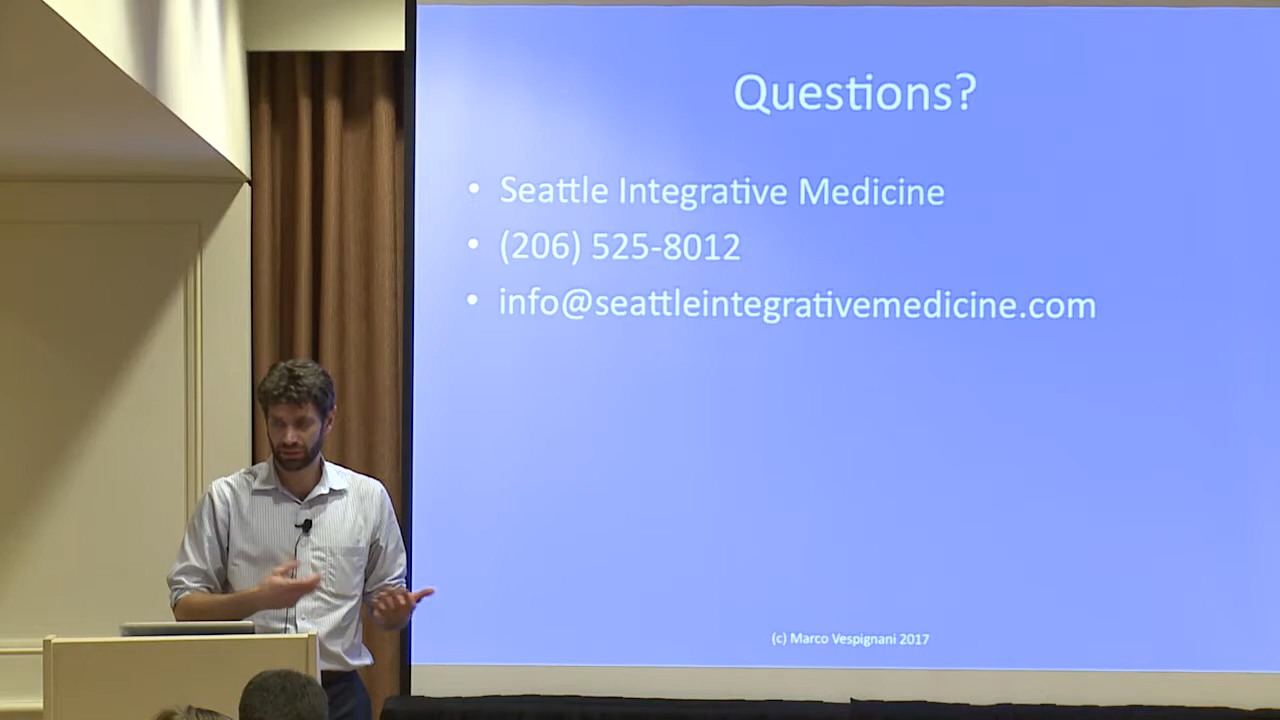 Questions?
• Seattle Integrative Medicine
• (206) 525-8012
• info@seattleintegrativemedicine.com
(c) Marco Vespignani 2017